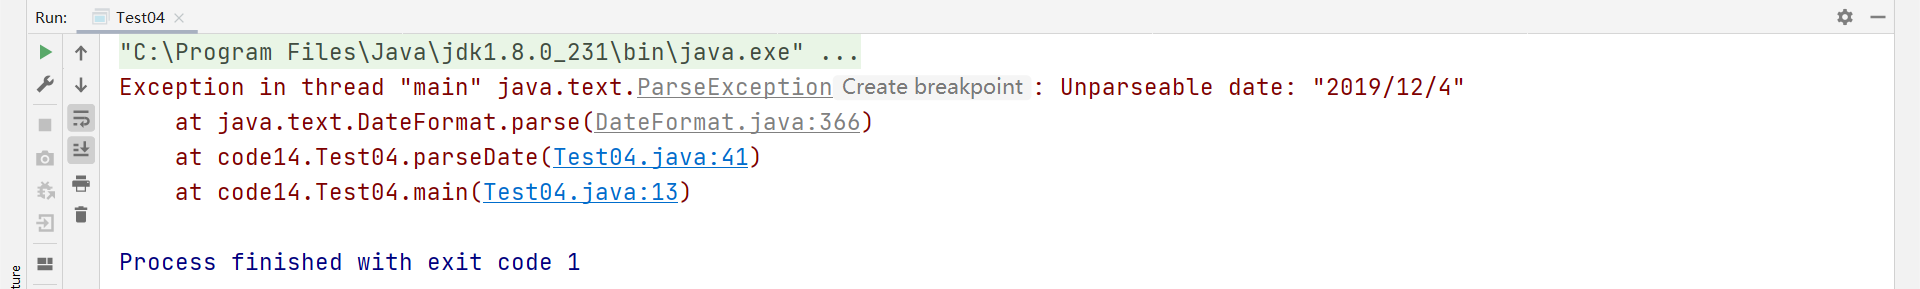 Run: Test04
"C:\Program Files\Java\jdk1.8.0_231\bin\java.exe" ...
Exception in thread "main" java.text.ParseException Create breakpoint : Unparseable date: "2019/12/4"
at java.text.DateFormat.parse(DateFormat.java:366)
at code14.Test04.parseDate(Test04.java:41)
at code14.Test04.main(Test04.java:13)
Process finished with exit code 1
ture